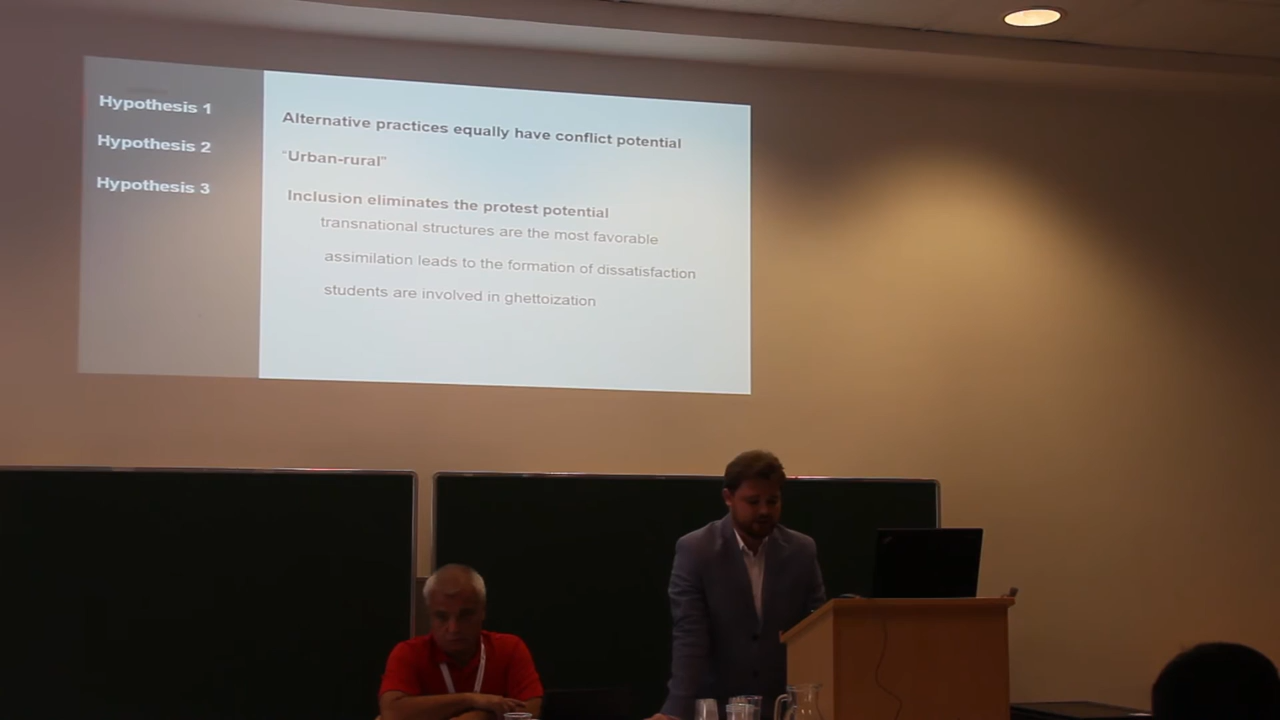 Hypothesis 1
Hypothesis 2
Hypothesis 3
Alternative practices equally have conflict potential
"Urban-rural"
Inclusion eliminates the protest potential
transnational structures are the most favorable
assimilation leads to the formation of dissatisfaction
students are involved in ghettoization